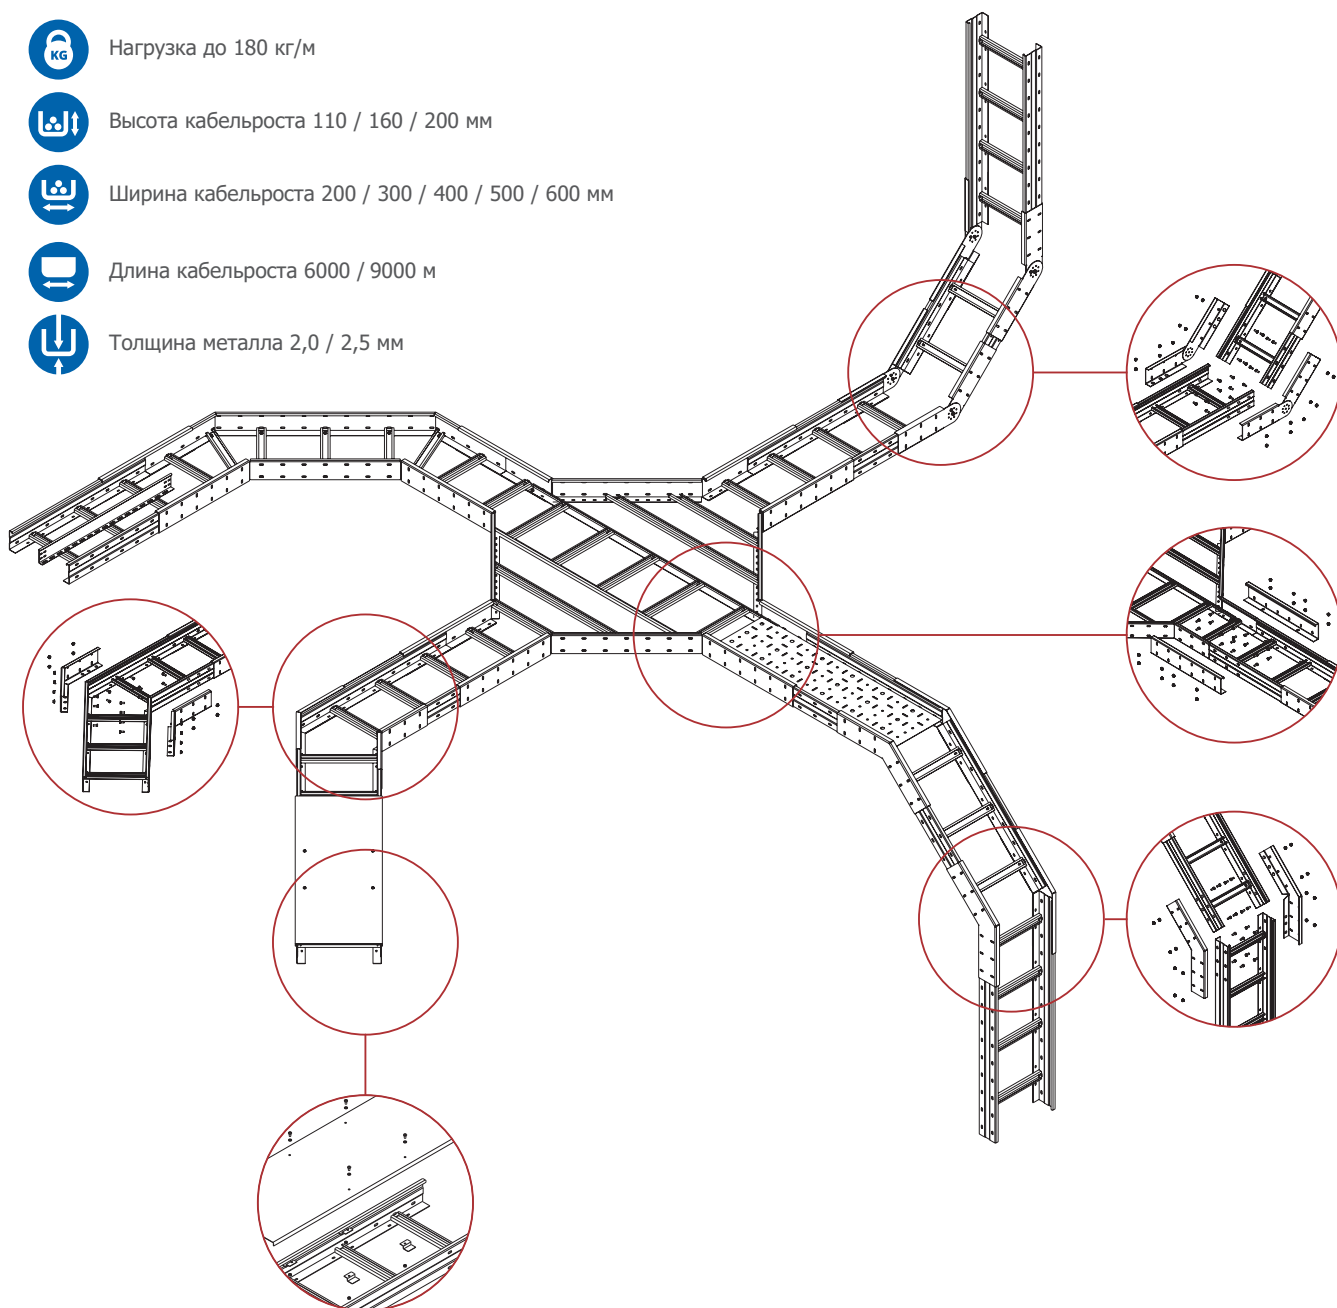 KG
Нагрузка до 180 кг/м
Высота кабельроста 110 / 160 / 200 мм
Ширина кабельроста 200 / 300 / 400 / 500 / 600 мм
Длина кабельроста 6000 / 9000 м
Толщина металла 2,0 / 2,5 мм